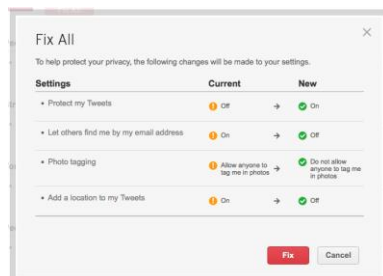 Fix All
To help protect your privacy, the following changes will be made to your settings.
Settings Current New
• Protect my Tweets Off → On
• Let others find me by my email address On → Off
• Photo tagging Allow anyone to tag me in photos → Do not allow anyone to tag me in photos
• Add a location to my Tweets On → Off
Fix Cancel